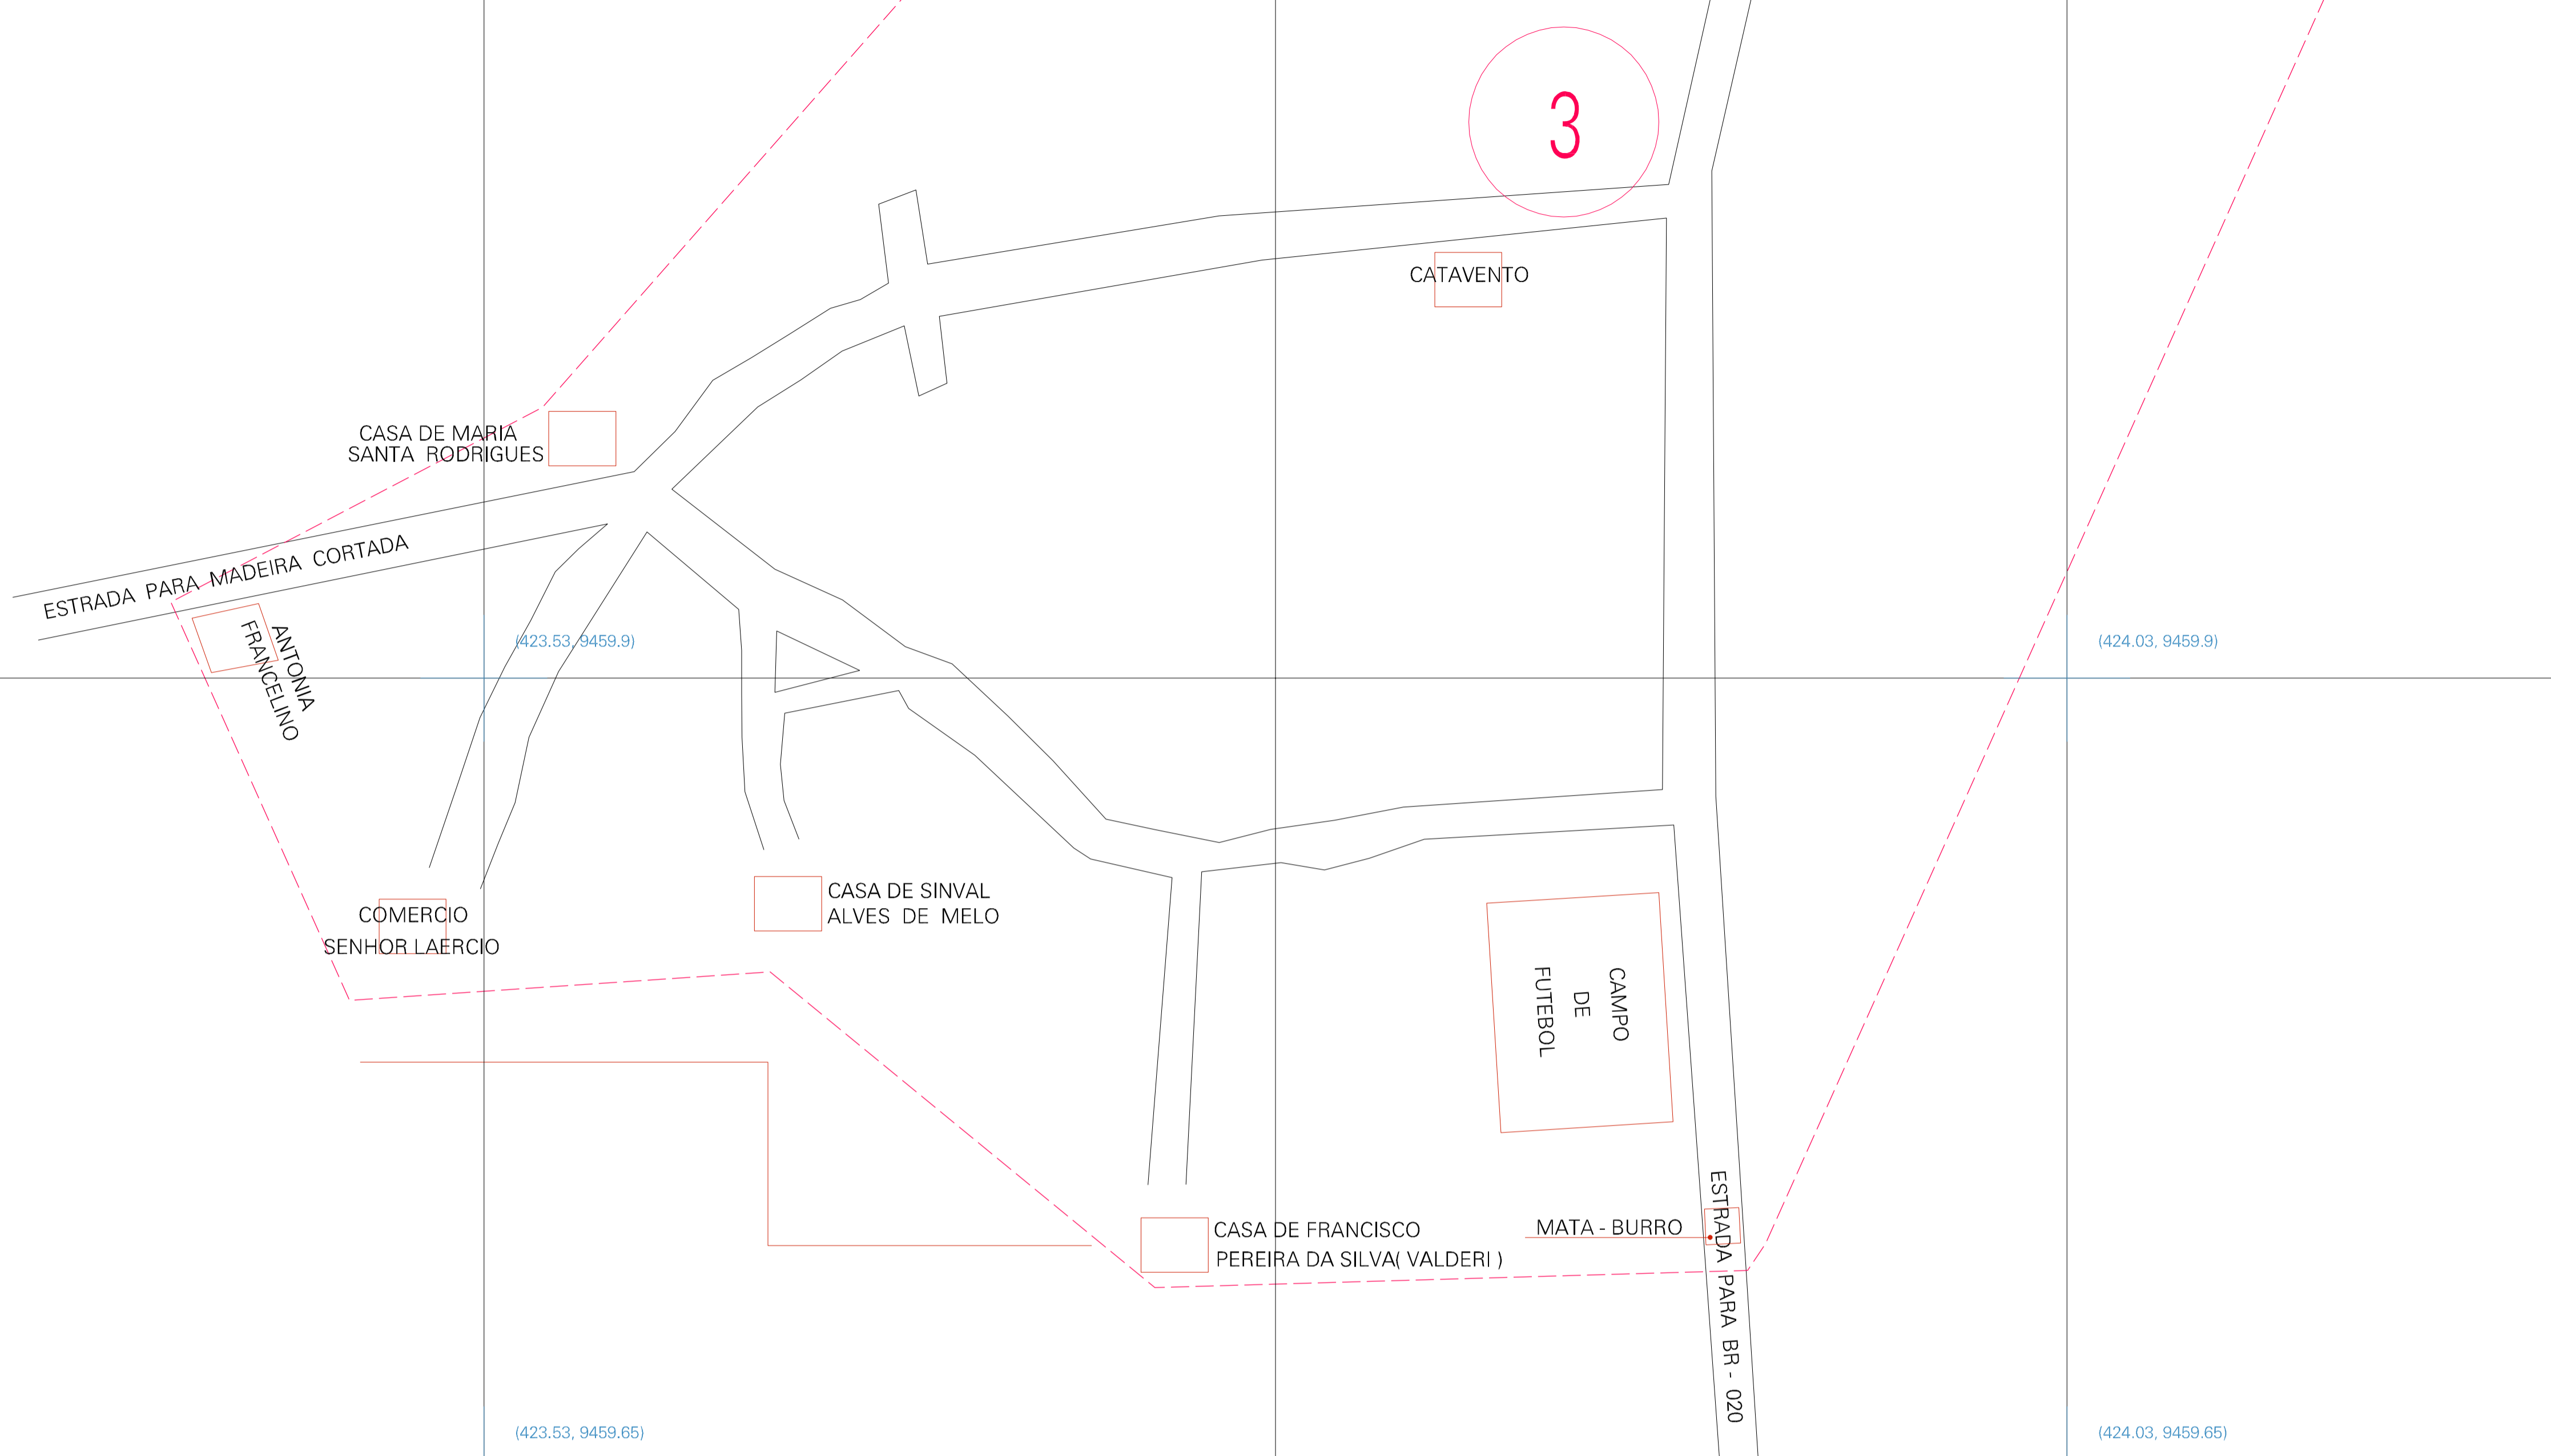 3
CATAVENTO
CASA DE MARIA
SANTA RODRIGUES
ESTRADA PARA MADEIRA CORTADA
ANTONIA
FRANCELINO
(423.53, 9459.9)
(424.03, 9459.9)
COMERCIO
SENHOR LAERCIO
CASA DE SINVAL
ALVES DE MELO
CAMPO
DE
FUTEBOL
CASA DE FRANCISCO
PEREIRA DA SILVA( VALDERI )
MATA - BURRO
ESTRADA PARA BR - 020
(423.53, 9459.65)
(424.03, 9459.65)